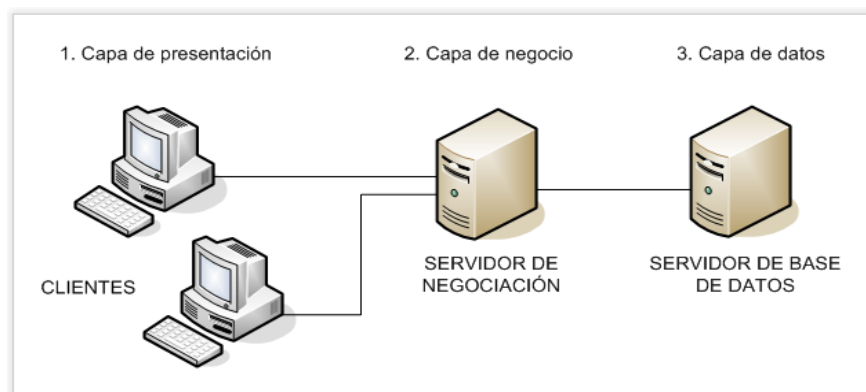 1. Capa de presentación
2. Capa de negocio
3. Capa de datos
CLIENTES
SERVIDOR DE
NEGOCIACIÓN
SERVIDOR DE BASE
DE DATOS